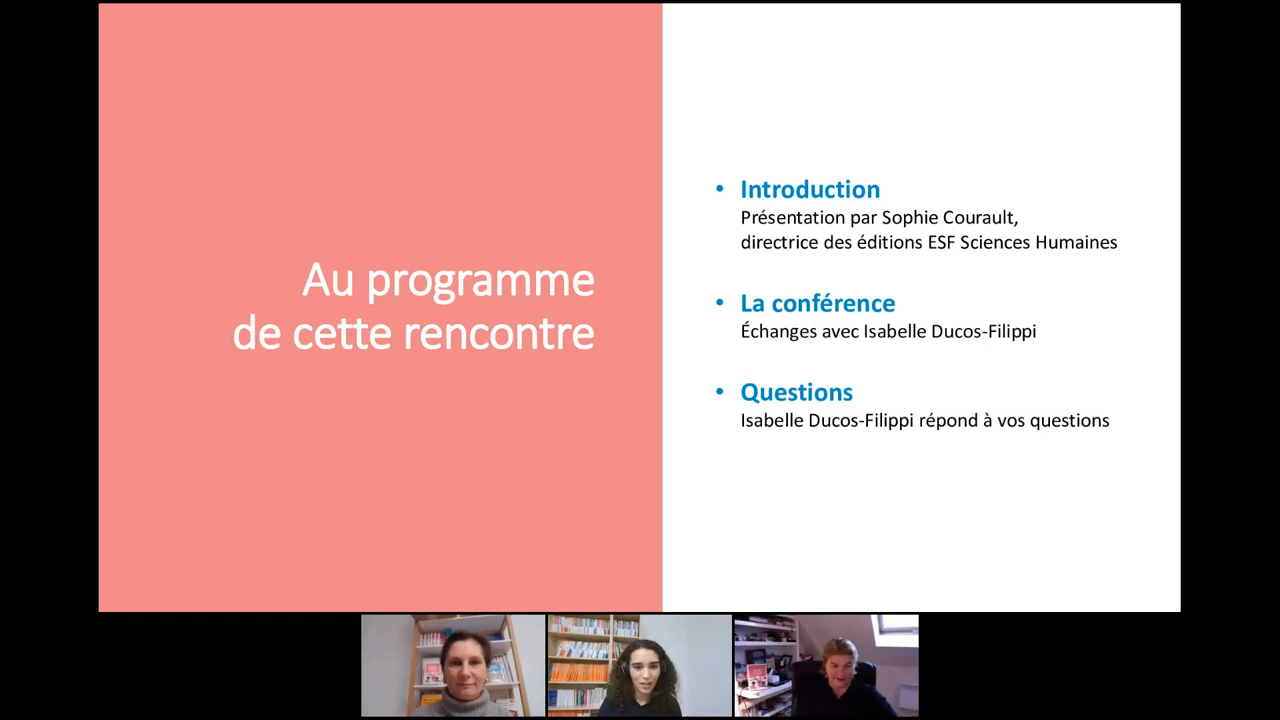 Au programme
de cette rencontre
• Introduction
Présentation par Sophie Courault,
directrice des éditions ESF Sciences Humaines
• La conférence
Échanges avec Isabelle Ducos-Filippi
• Questions
Isabelle Ducos-Filippi répond à vos questions